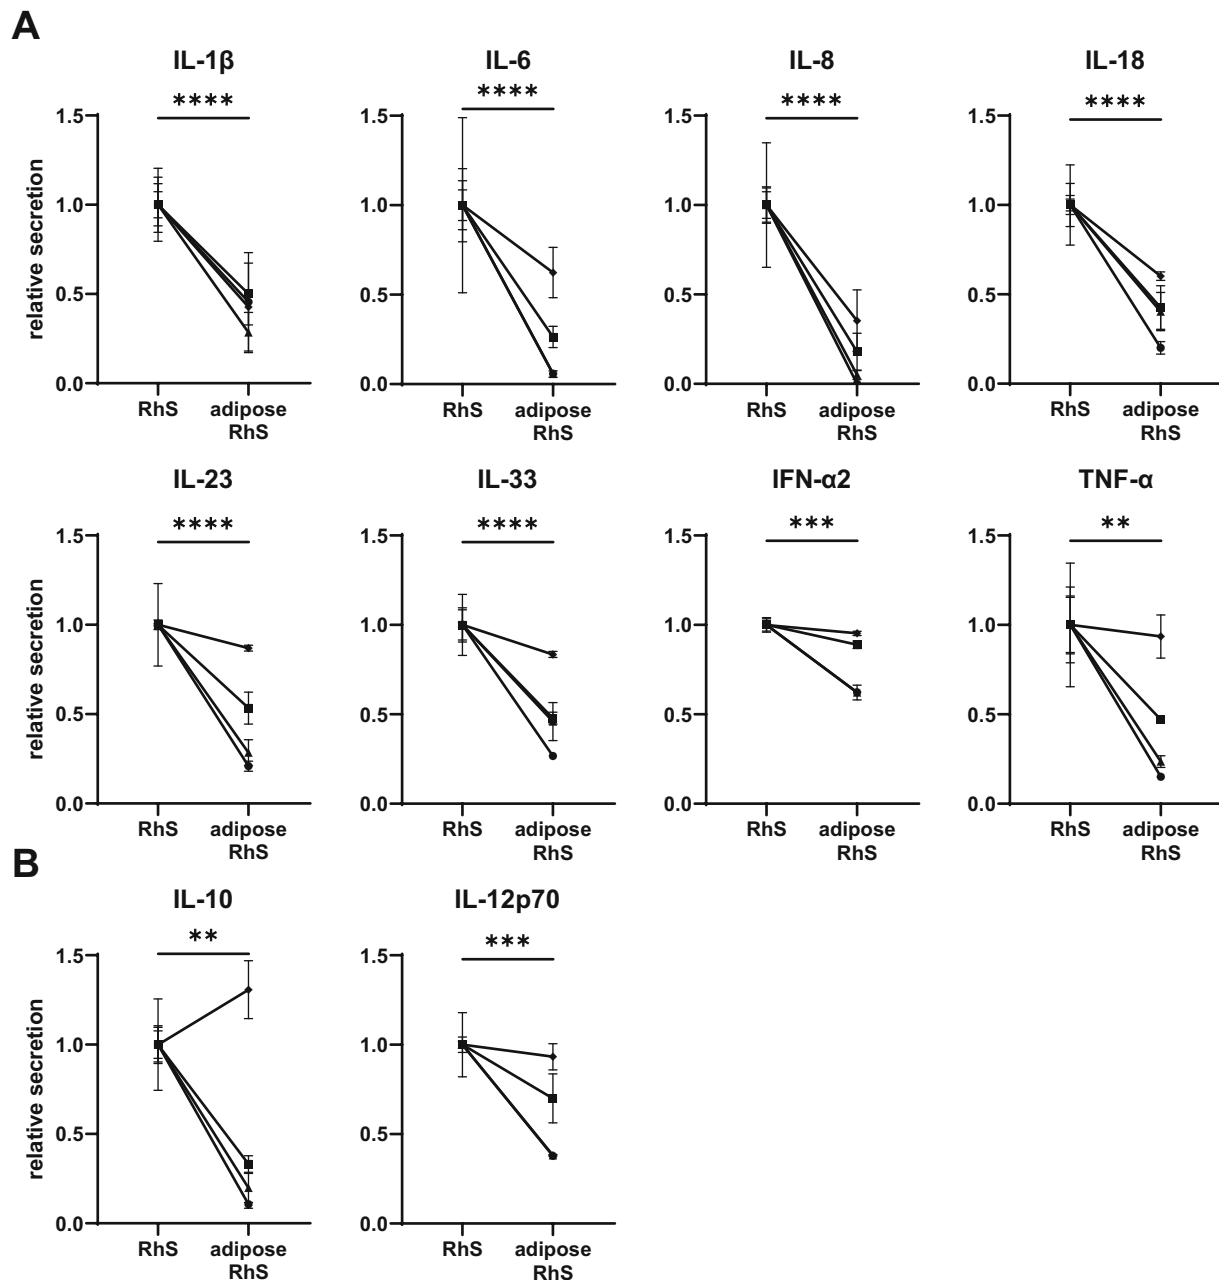 A
IL-1β IL-6 IL-8 IL-18
**** **** **** ****
relative secretion
1.5 1.5 1.5 1.5
1.0 1.0 1.0 1.0
0.5 0.5 0.5 0.5
0.0 0.0 0.0 0.0
RhS adipose RhS adipose RhS adipose RhS adipose
RhS RhS RhS RhS
IL-23 IL-33 IFN-α2 TNF-α
**** **** *** **
relative secretion
1.5 1.5 1.5 1.5
1.0 1.0 1.0 1.0
0.5 0.5 0.5 0.5
0.0 0.0 0.0 0.0
RhS adipose RhS adipose RhS adipose RhS adipose
RhS RhS RhS RhS
B
IL-10 IL-12p70
** ***
relative secretion
1.5 1.5
1.0 1.0
0.5 0.5
0.0 0.0
RhS adipose RhS adipose
RhS RhS